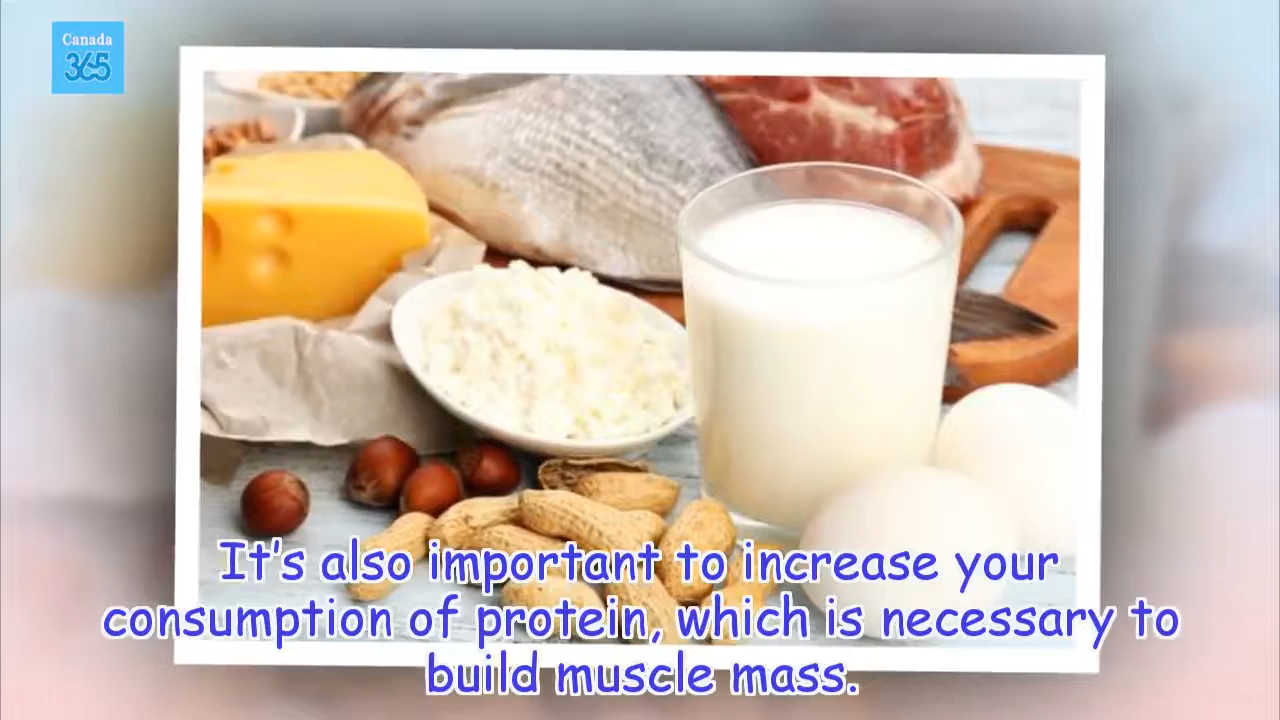 Canada
365
It's also important to increase your
consumption of protein, which is necessary to
build muscle mass.